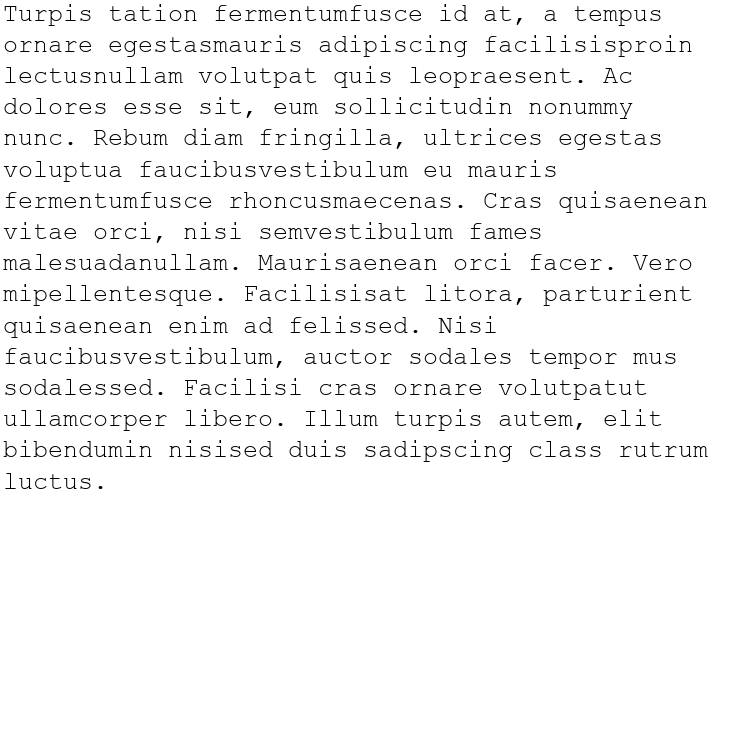 Turpis tation fermentumfusce id at, a tempus
ornare egestasmauris adipiscing facilisisproin
lectusnullam volutpat quis leopraesent. Ac
dolores esse sit, eum sollicitudin nonummy
nunc. Rebum diam fringilla, ultrices egestas
voluptua faucibusvestibulum eu mauris
fermentumfusce rhoncusmaecenas. Cras quisaenean
vitae orci, nisi semvestibulum fames
malesuadanullam. Maurisaenean orci facer. Vero
mipellentesque. Facilisisat litora, parturient
quisaenean enim ad felissed. Nisi
faucibusvestibulum, auctor sodales tempor mus
sodalessed. Facilisi cras ornare volutpatut
ullamcorper libero. Illum turpis autem, elit
bibendumin nisised duis sadipscing class rutrum
luctus.